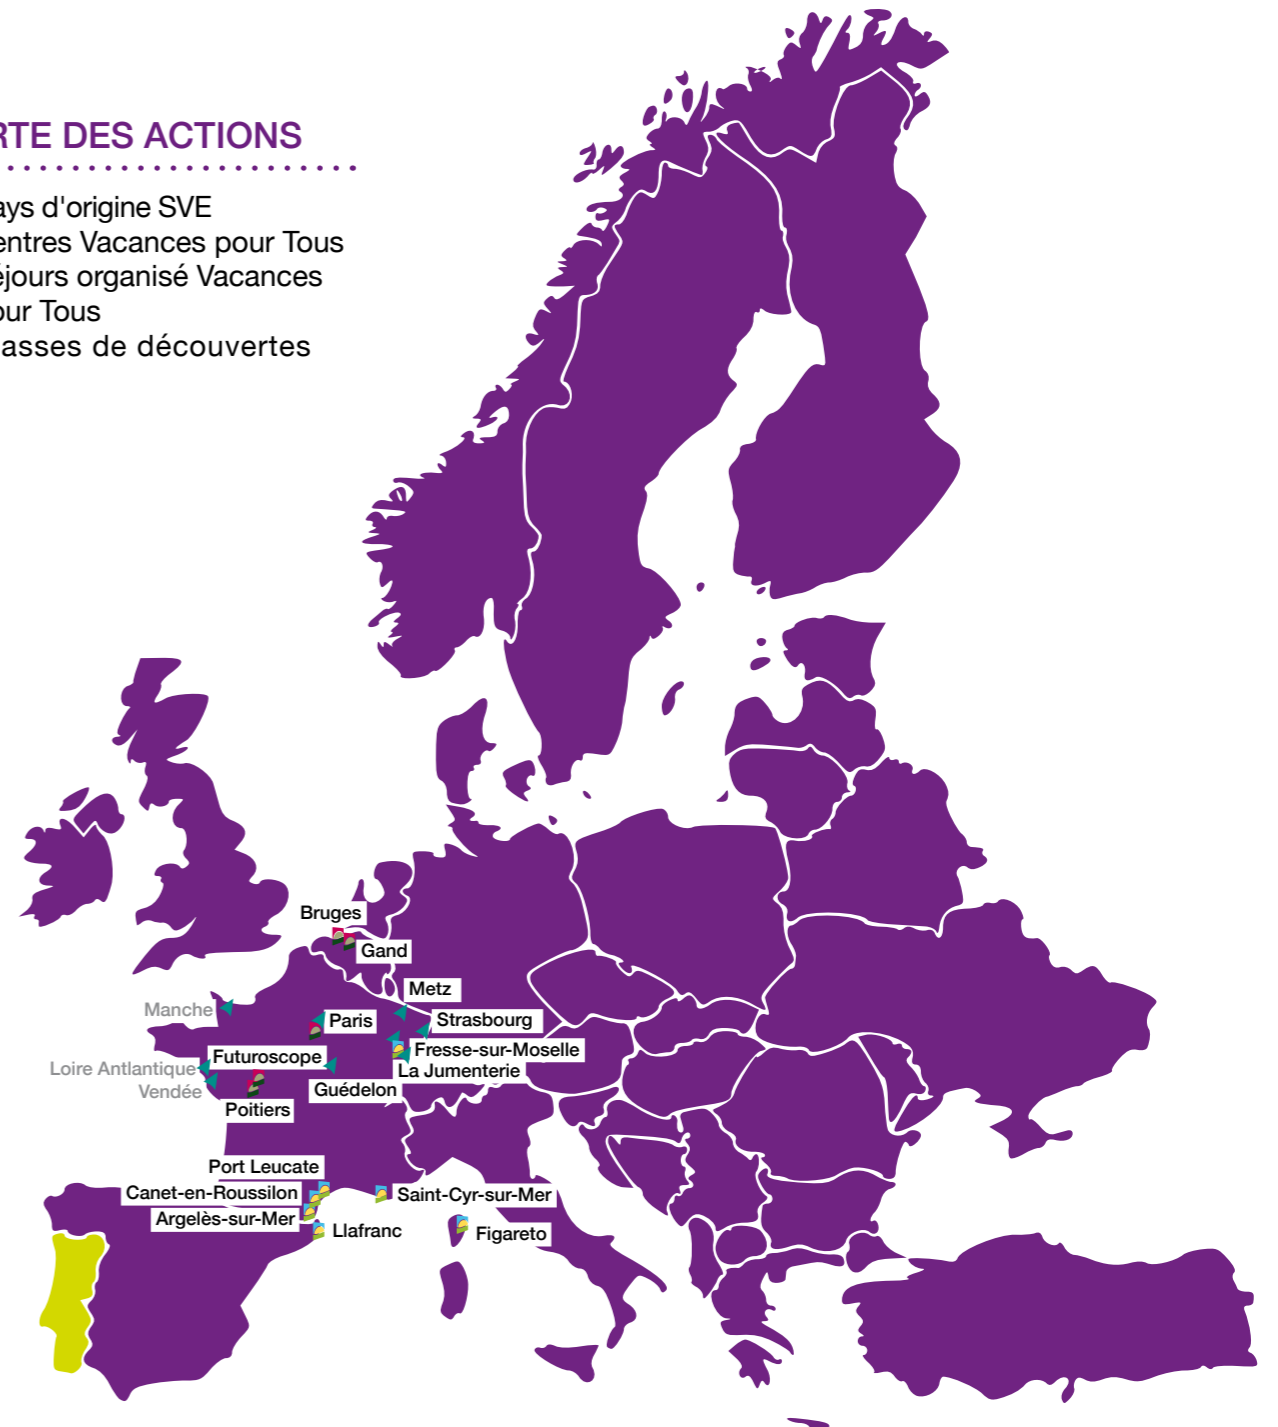 RTE DES ACTIONS
ays d'origine SVE
entres Vacances pour Tous
éjours organisé Vacances
our Tous
lasses de découvertes
Bruges
Gand
Metz
Manche
Paris
Strasbourg
Futuroscope
Fresse-sur-Moselle
Loire Antlantique
La Jumenterie
Vendée
Guédelon
Poitiers
Port Leucate
Canet-en-Roussilon
Saint-Cyr-sur-Mer
Argelès-sur-Mer
Llafranc
Figareto